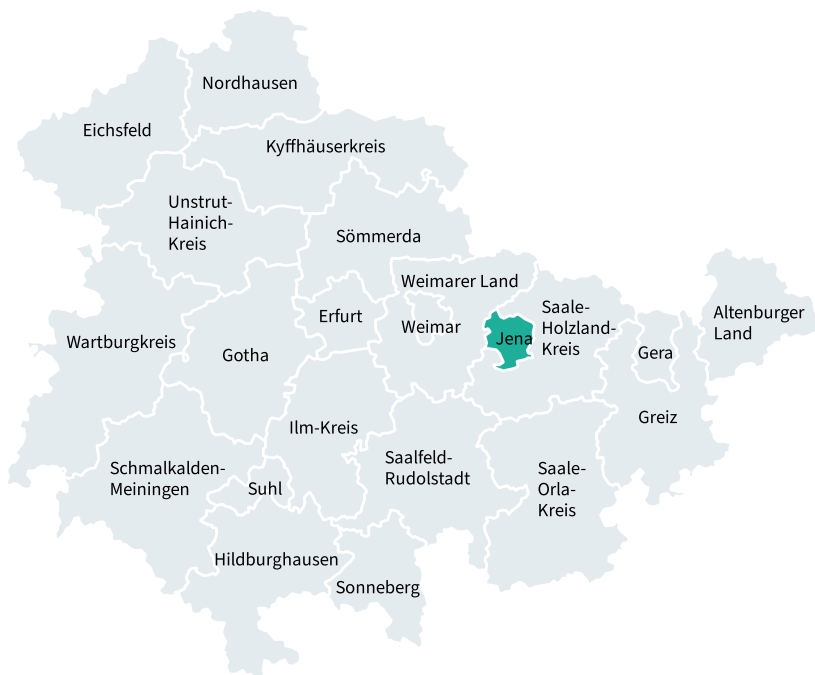 Nordhausen
Eichsfeld
Kyffhäuserkreis
Unstrut-
Hainich-
Kreis
Sömmerda
Weimarer Land
Saale-
Holzland-
Kreis
Altenburger
Land
Erfurt
Weimar
Jena
Wartburgkreis
Gotha
Gera
Greiz
Ilm-Kreis
Schmalkalden-
Meiningen
Suhl
Saalfeld-
Rudolstadt
Saale-
Orla-
Kreis
Hildburghausen
Sonneberg